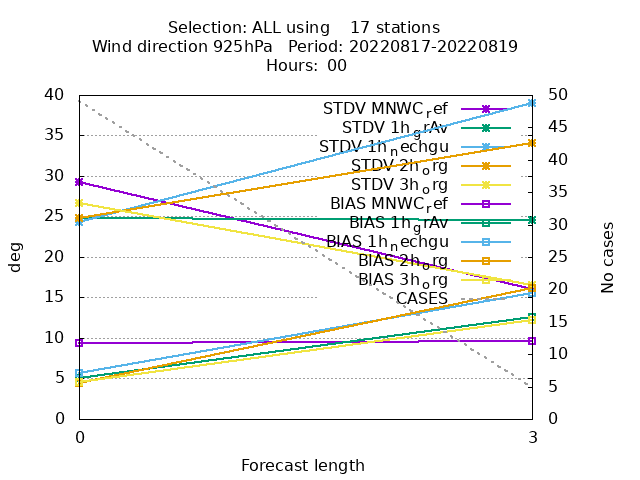 Selection: ALL using 17 stations
Wind direction 925hPa Period: 20220817-20220819
Hours: 00
40
35
30
25
20
15
10
5
0
deg
50
45
40
35
30
25
20
15
10
5
0
No cases
STDV MNWC_ref
STDV 1h_grAv
STDV 1h_nechgu
STDV 2h_org
STDV 3h_org
BIAS MNWC_ref
BIAS 1h_grAv
BIAS 1h_nechgu
BIAS 2h_org
BIAS 3h_org
CASES
0
3
Forecast length